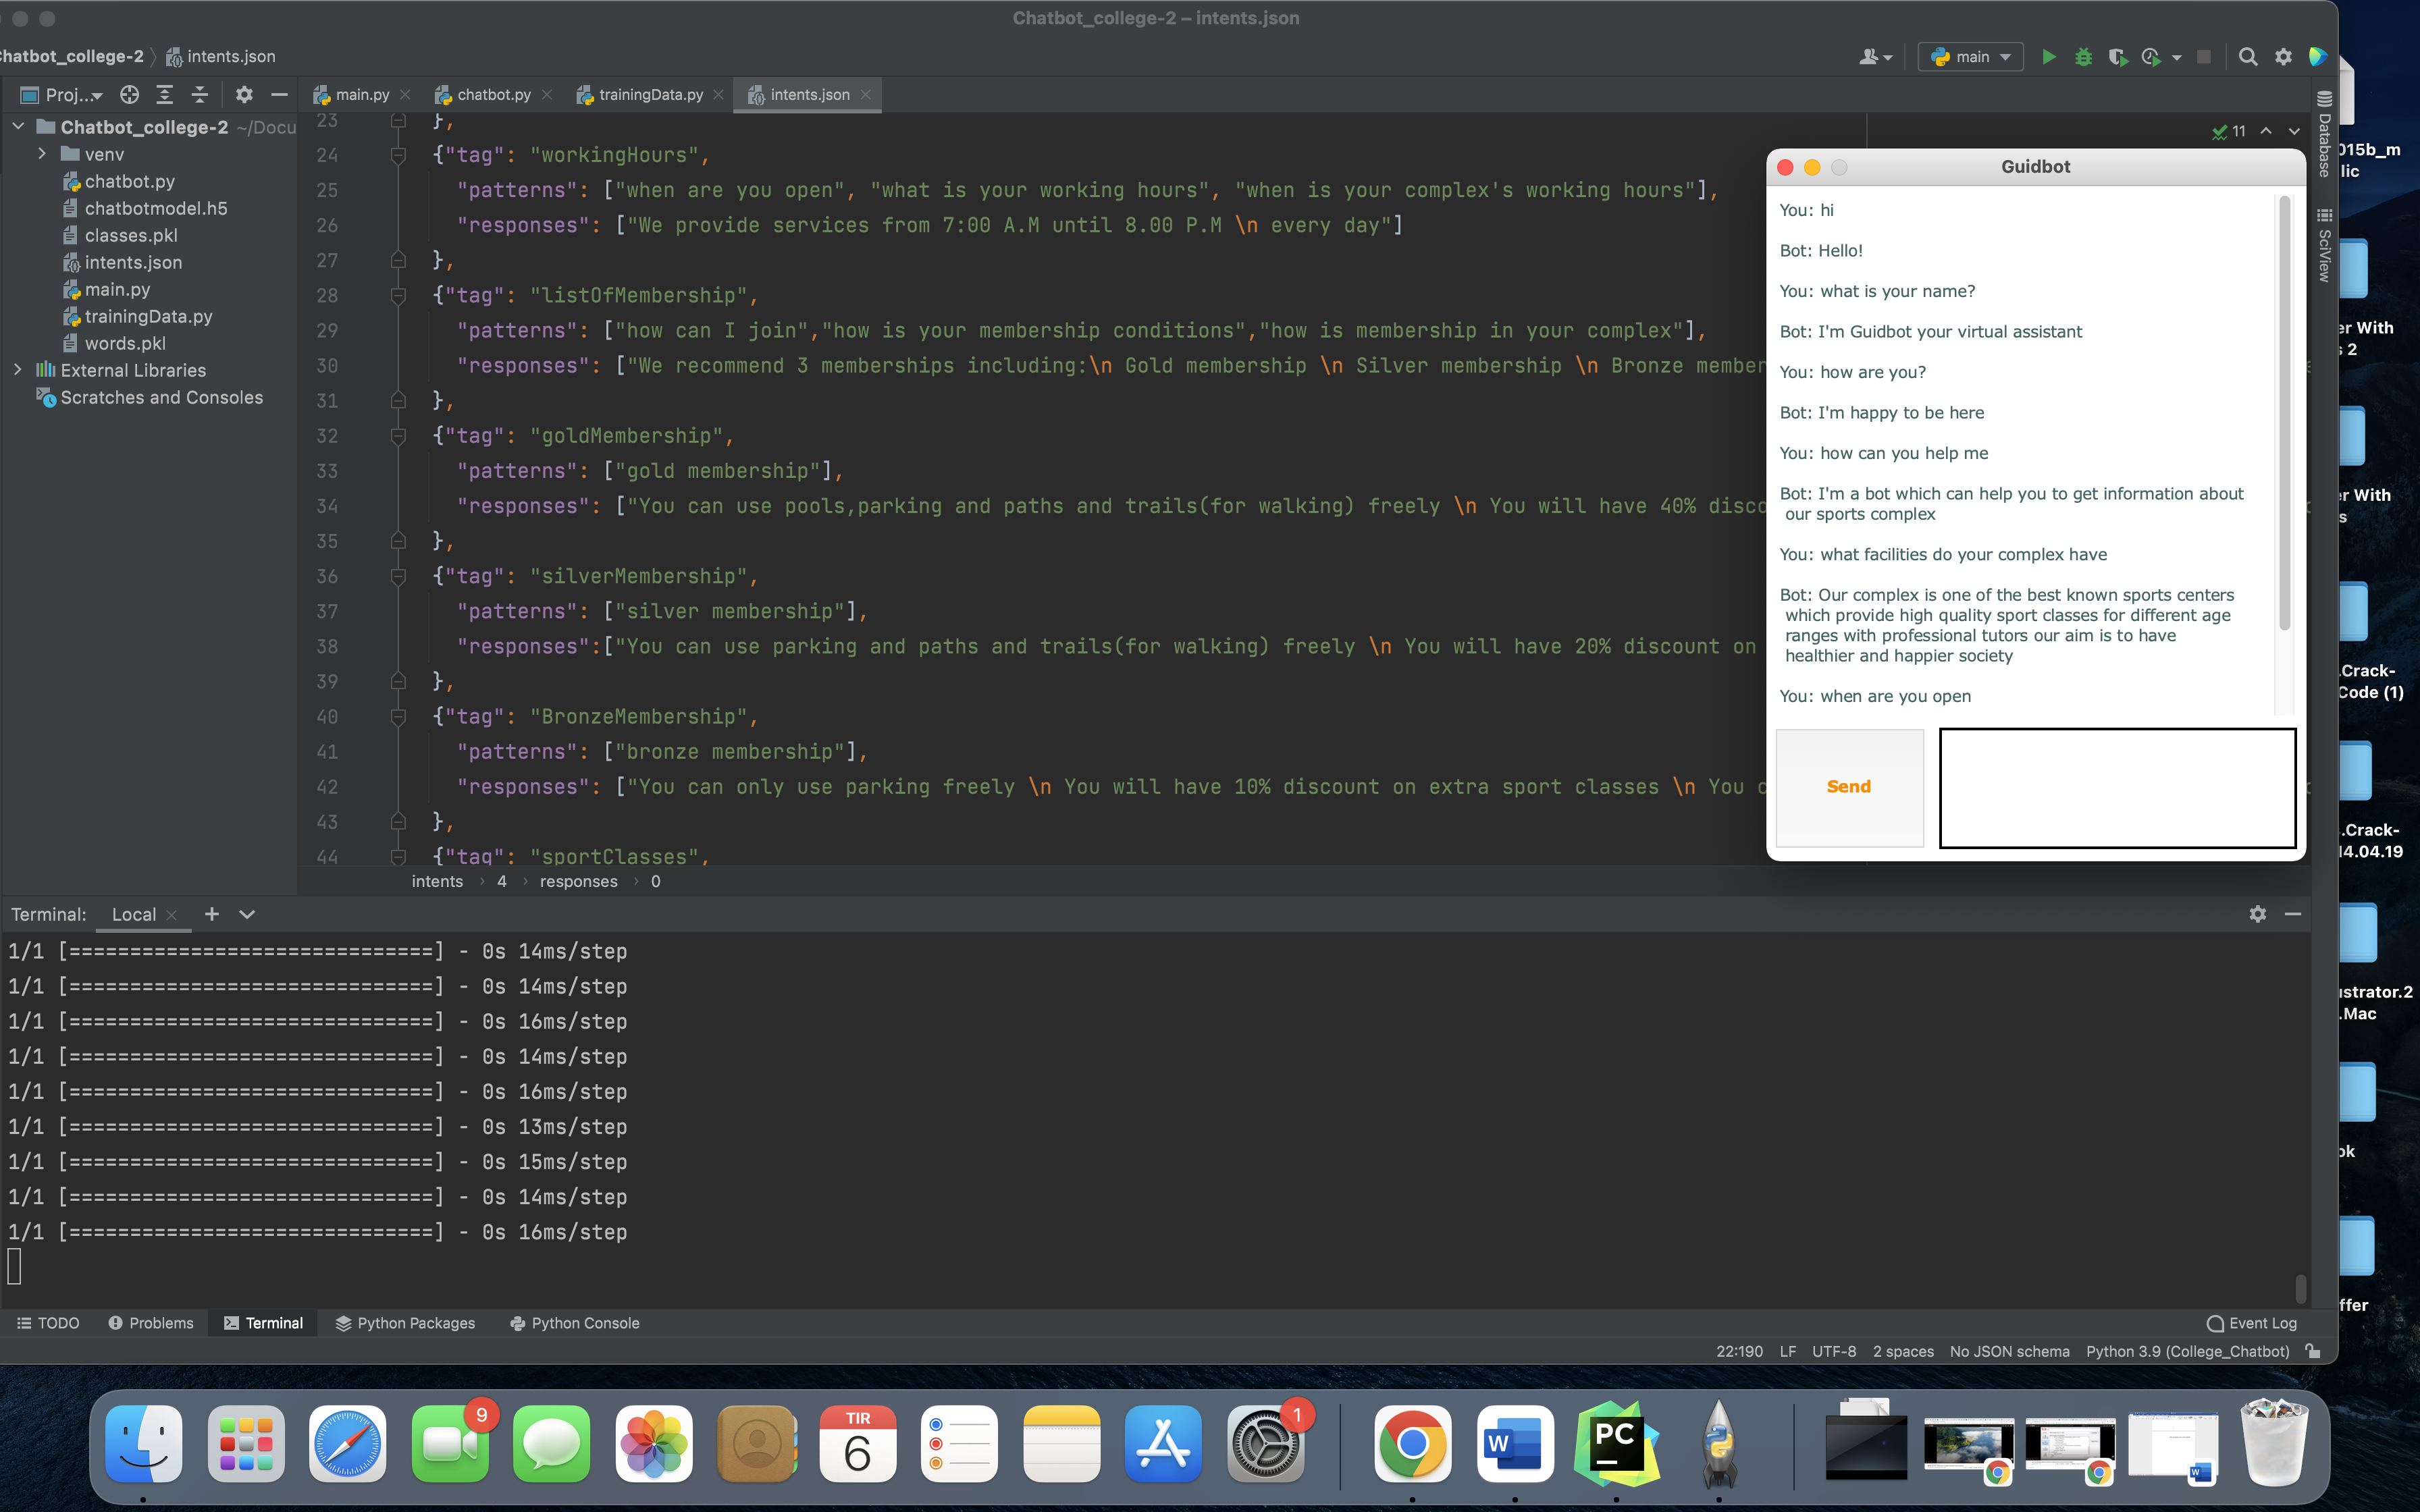 Chatbot_college-2 – intents.json
Chatbot_college-2 intents.json
main
Proj...
main.py
chatbot.py
trainingData.py
intents.json
Chatbot_college-2 ~/Docu
venv
chatbot.py
chatbotmodel.h5
classes.pkl
intents.json
main.py
trainingData.py
words.pkl
External Libraries
Scratches and Consoles
11
23 },
24 {"tag": "workingHours",
25 "patterns": ["when are you open", "what is your working hours", "when is your complex's working hours"],
26 "responses": ["We provide services from 7:00 A.M until 8.00 P.M \n every day"]
27 },
28 {"tag": "listOfMembership",
29 "patterns": ["how can I join","how is your membership conditions","how is membership in your complex"],
30 "responses": ["We recommend 3 memberships including:\n Gold membership \n Silver membership \n Bronze member
31 },
32 {"tag": "goldMembership",
33 "patterns": ["gold membership"],
34 "responses": ["You can use pools,parking and paths and trails(for walking) freely \n You will have 40% disco
35 },
36 {"tag": "silverMembership",
37 "patterns": ["silver membership"],
38 "responses":["You can use parking and paths and trails(for walking) freely \n You will have 20% discount on
39 },
40 {"tag": "BronzeMembership",
41 "patterns": ["bronze membership"],
42 "responses": ["You can only use parking freely \n You will have 10% discount on extra sport classes \n You
43 },
44 {"tag": "sportClasses",
intents 4 responses 0
Database
SciView
Guidbot
You: hi
Bot: Hello!
You: what is your name?
Bot: I'm Guidbot your virtual assistant
You: how are you?
Bot: I'm happy to be here
You: how can you help me
Bot: I'm a bot which can help you to get information about
our sports complex
You: what facilities do your complex have
Bot: Our complex is one of the best known sports centers
which provide high quality sport classes for different age
ranges with professional tutors our aim is to have
healthier and happier society
You: when are you open
Send
015b_m
lic
er With
s 2
er With
s
.Crack-
Code (1)
.Crack-
14.04.19
ustrator.2
.Mac
ok
ffer
Terminal: Local
1/1 [==============================] - 0s 14ms/step
1/1 [==============================] - 0s 14ms/step
1/1 [==============================] - 0s 16ms/step
1/1 [==============================] - 0s 14ms/step
1/1 [==============================] - 0s 16ms/step
1/1 [==============================] - 0s 13ms/step
1/1 [==============================] - 0s 15ms/step
1/1 [==============================] - 0s 14ms/step
1/1 [==============================] - 0s 16ms/step
TODO Problems Terminal Python Packages Python Console Event Log
22:190 LF UTF-8 2 spaces No JSON schema Python 3.9 (College_Chatbot)
9
TIR
6
1
W
PC
W